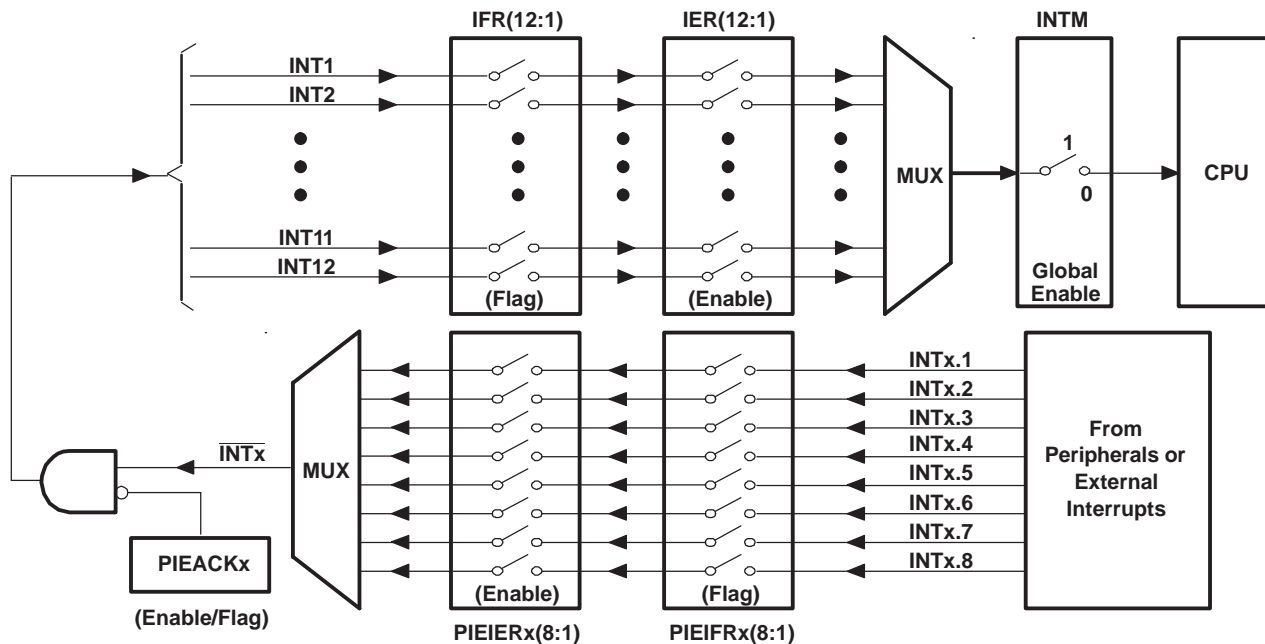 IFR(12:1)
IER(12:1)
INTM
INT1
INT2
INT11
INT12
(Flag)
(Enable)
MUX
1
0
Global
Enable
CPU
INTx
MUX
PIEACKx
(Enable/Flag)
(Enable)
PIEIERx(8:1)
(Flag)
PIEIFRx(8:1)
INTx.1
INTx.2
INTx.3
INTx.4
INTx.5
INTx.6
INTx.7
INTx.8
From
Peripherals or
External
Interrupts